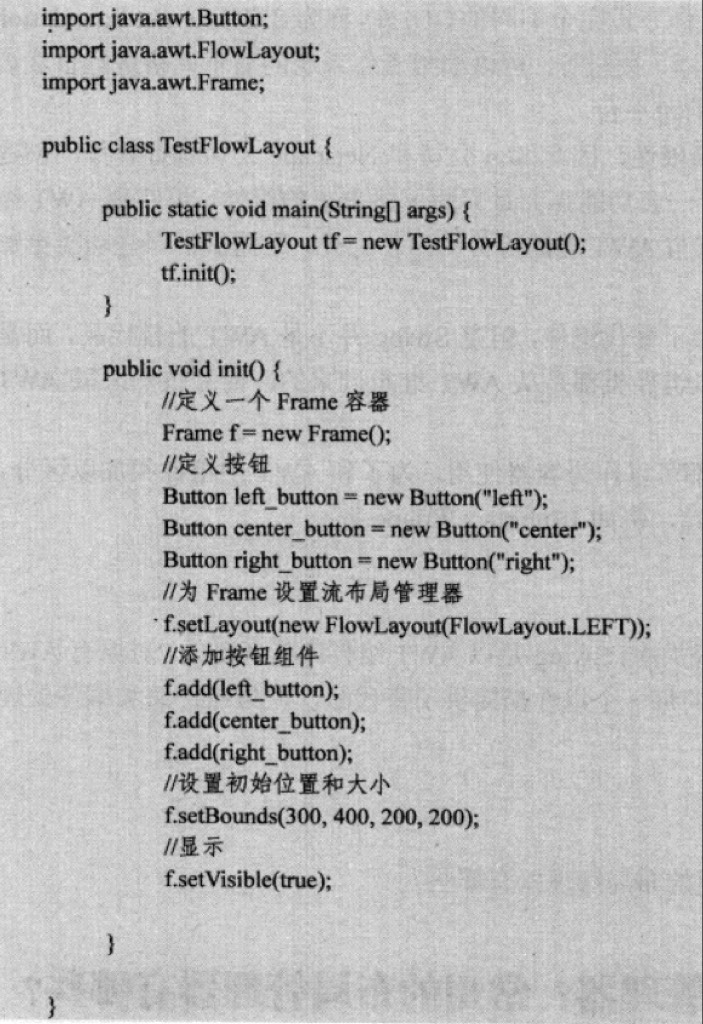 import java.awt.Button;
import java.awt.FlowLayout;
import java.awt.Frame;
public class TestFlowLayout {
public static void main(String[] args) {
TestFlowLayout tf = new TestFlowLayout();
tf.init();
}
public void init() {
//定义一个 Frame 容器
Frame f = new Frame();
//定义按钮
Button left_button = new Button("left");
Button center_button = new Button("center");
Button right_button = new Button("right");
//为 Frame 设置流布局管理器
f.setLayout(new FlowLayout(FlowLayout.LEFT));
//添加按钮组件
f.add(left_button);
f.add(center_button);
f.add(right_button);
//设置初始位置和大小
f.setBounds(300, 400, 200, 200);
//显示
f.setVisible(true);
}
}